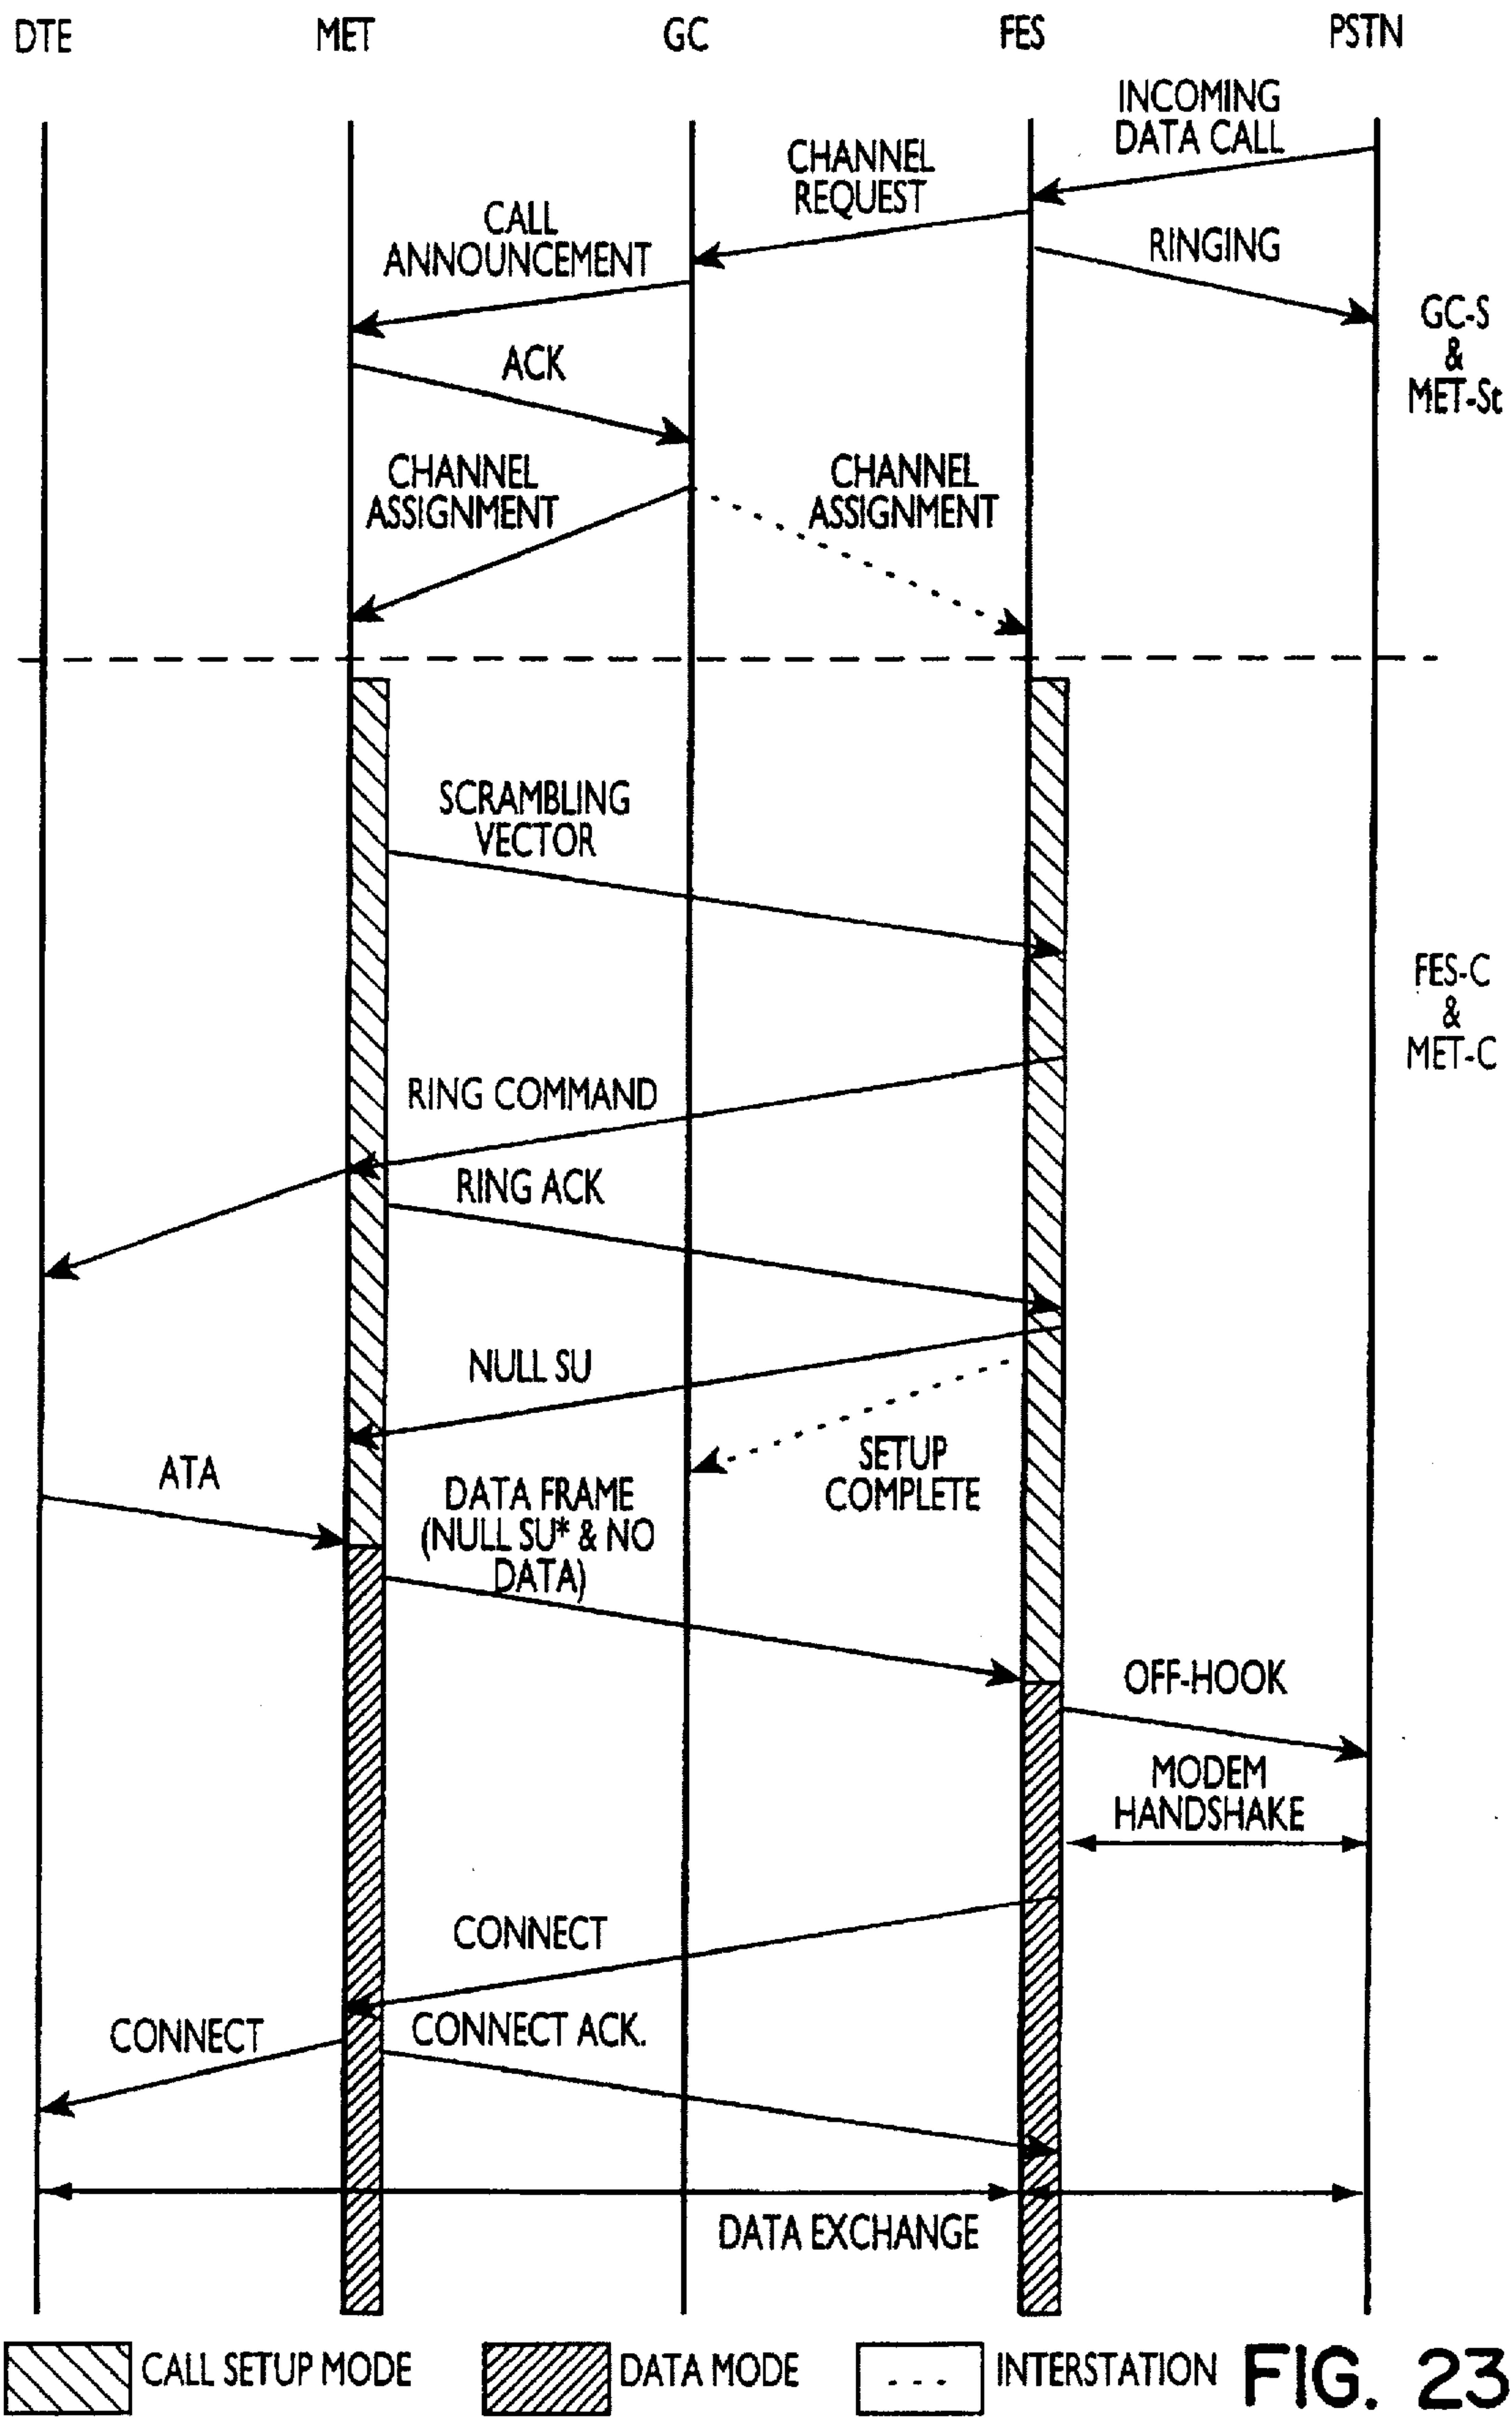 DTE MET GC FES PSTN
INCOMING
DATA CALL
CHANNEL
REQUEST
CALL
ANNOUNCEMENT
RINGING
GC-S
&
MET-St
ACK
CHANNEL
ASSIGNMENT
CHANNEL
ASSIGNMENT
SCRAMBLING
VECTOR
FES-C
&
MET-C
RING COMMAND
RING ACK
NULL SU
SETUP
COMPLETE
ATA
DATA FRAME
(NULL SU* & NO
DATA)
OFF-HOOK
MODEM
HANDSHAKE
CONNECT
CONNECT
CONNECT ACK.
DATA EXCHANGE
CALL SETUP MODE
DATA MODE
INTERSTATION
FIG. 23